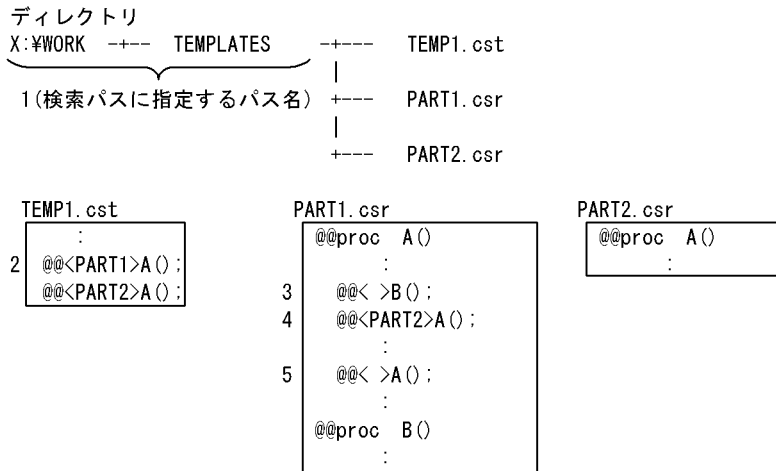 ディレクトリ
X:¥WORK -+-- TEMPLATES -+--- TEMP1.cst
|
1(検索パスに指定するパス名) +--- PART1.csr
|
+--- PART2.csr
TEMP1.cst PART1.csr PART2.csr
: @@proc A() @@proc A()
2 @@<PART1>A(); : :
@@<PART2>A(); 3 @@< >B();
4 @@<PART2>A();
:
5 @@< >A();
:
@@proc B()
: